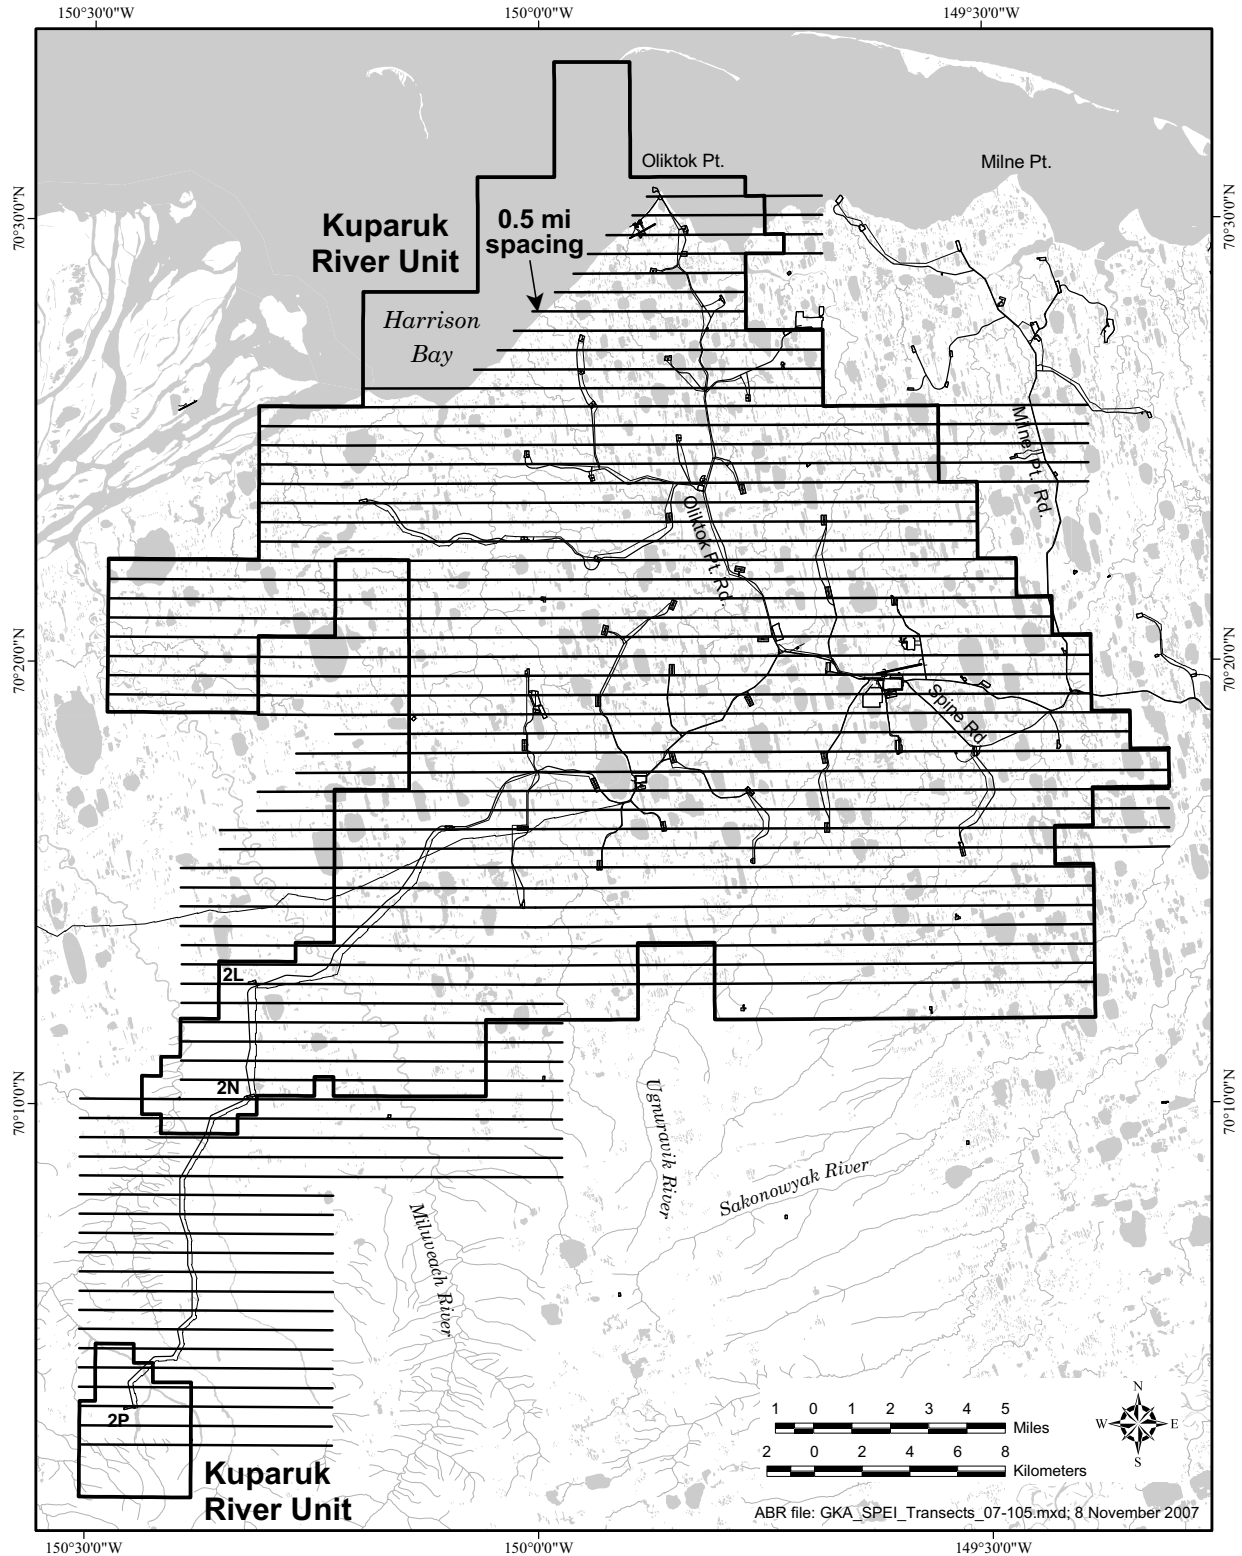 150°30'0"W
150°0'0"W
149°30'0"W
Oliktok Pt.
Milne Pt.
70°30'0"N
70°30'0"N
Kuparuk
River Unit
0.5 mi
spacing
Harrison
Bay
Milne Pt. Rd.
Oliktok Pt. Rd.
70°20'0"N
70°20'0"N
Spine Rd
2L
2N
70°10'0"N
70°10'0"N
Ugnuravik River
Sakonowyak River
Miluveach River
2P
Kuparuk
River Unit
1 0 1 2 3 4 5
Miles
2 0 2 4 6 8
Kilometers
N
W E
S
ABR file: GKA_SPEI_Transects_07-105.mxd; 8 November 2007
150°30'0"W
150°0'0"W
149°30'0"W